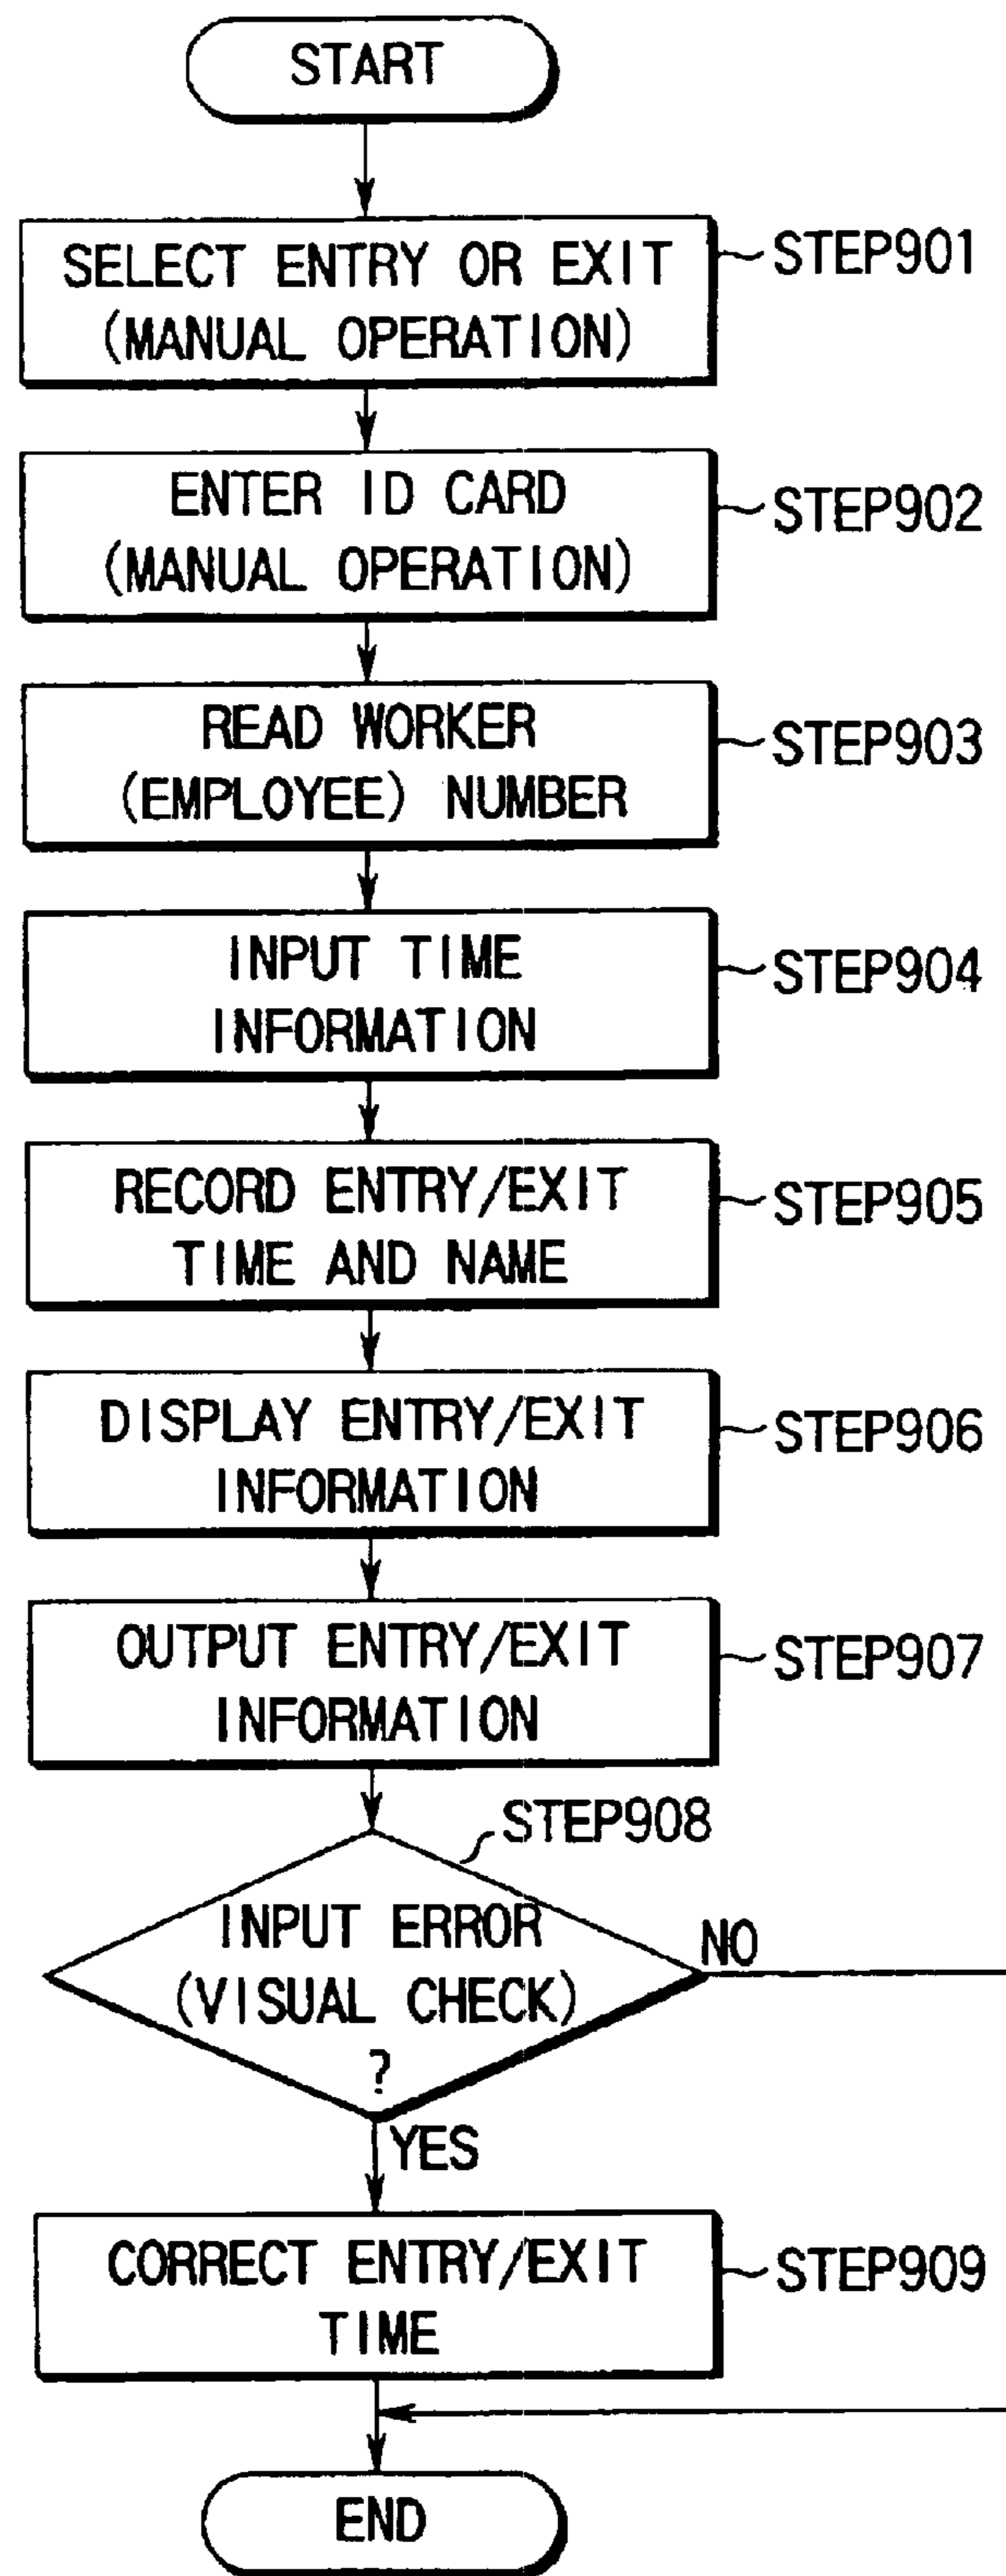 START
SELECT ENTRY OR EXIT
(MANUAL OPERATION)
STEP901
ENTER ID CARD
(MANUAL OPERATION)
STEP902
READ WORKER
(EMPLOYEE) NUMBER
STEP903
INPUT TIME
INFORMATION
STEP904
RECORD ENTRY/EXIT
TIME AND NAME
STEP905
DISPLAY ENTRY/EXIT
INFORMATION
STEP906
OUTPUT ENTRY/EXIT
INFORMATION
STEP907
STEP908
INPUT ERROR
(VISUAL CHECK)
?
NO
YES
CORRECT ENTRY/EXIT
TIME
STEP909
END